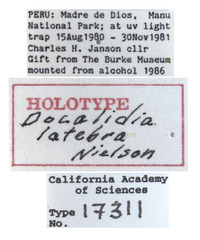 PERU: Madre de Dios, Manu
National Park; at uv light
trap 15Aug1980 - 30Nov1981
Charles H. Janson cllr
Gift from The Burke Museum
mounted from alcohol 1986
HOLOTYPE
Docalidia
latebra
Nielson
California Academy
of Sciences
Type
No. 17311